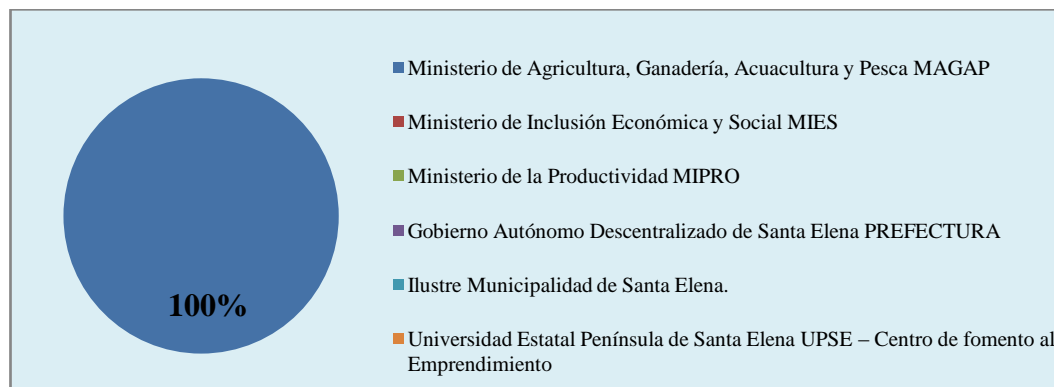 Ministerio de Agricultura, Ganadería, Acuacultura y Pesca MAGAP
Ministerio de Inclusión Económica y Social MIES
Ministerio de la Productividad MIPRO
Gobierno Autónomo Descentralizado de Santa Elena PREFECTURA
Ilustre Municipalidad de Santa Elena.
Universidad Estatal Península de Santa Elena UPSE – Centro de fomento al
Emprendimiento
100%